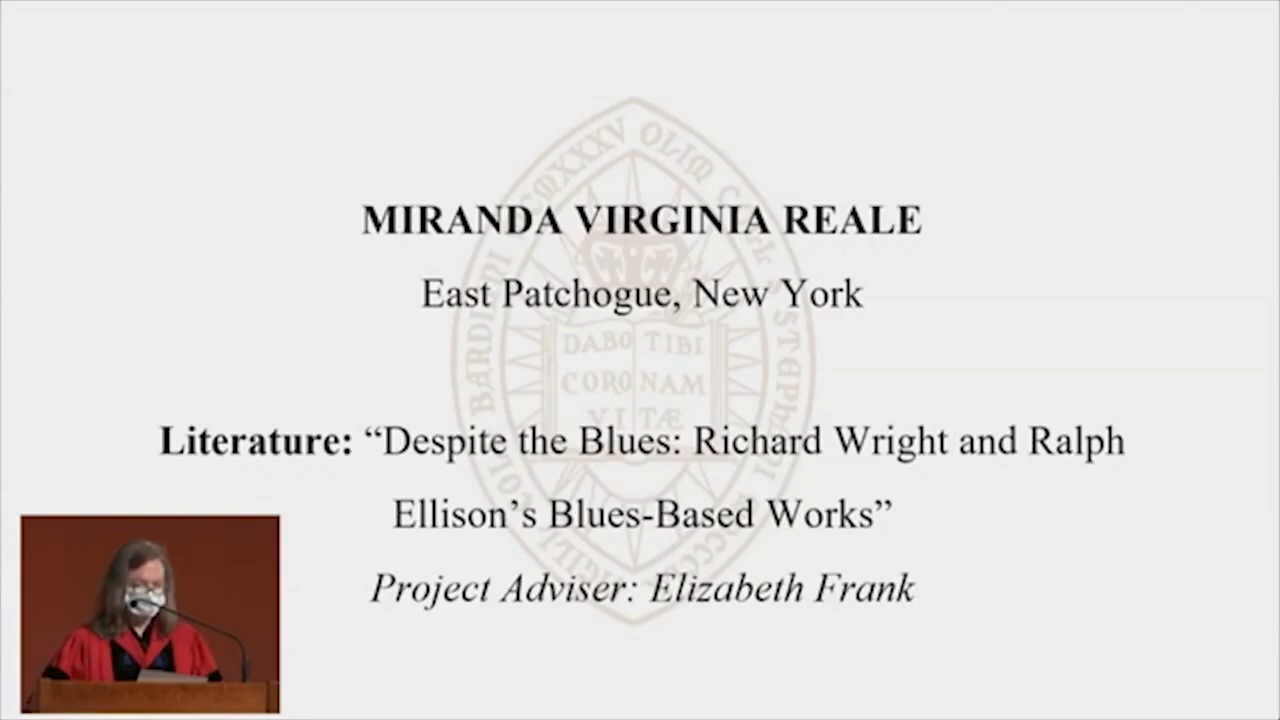 MIRANDA VIRGINIA REALE
East Patchogue, New York
DABO TIBI
CORONAM
VITÆ
Literature: “Despite the Blues: Richard Wright and Ralph
Ellison’s Blues-Based Works”
Project Adviser: Elizabeth Frank